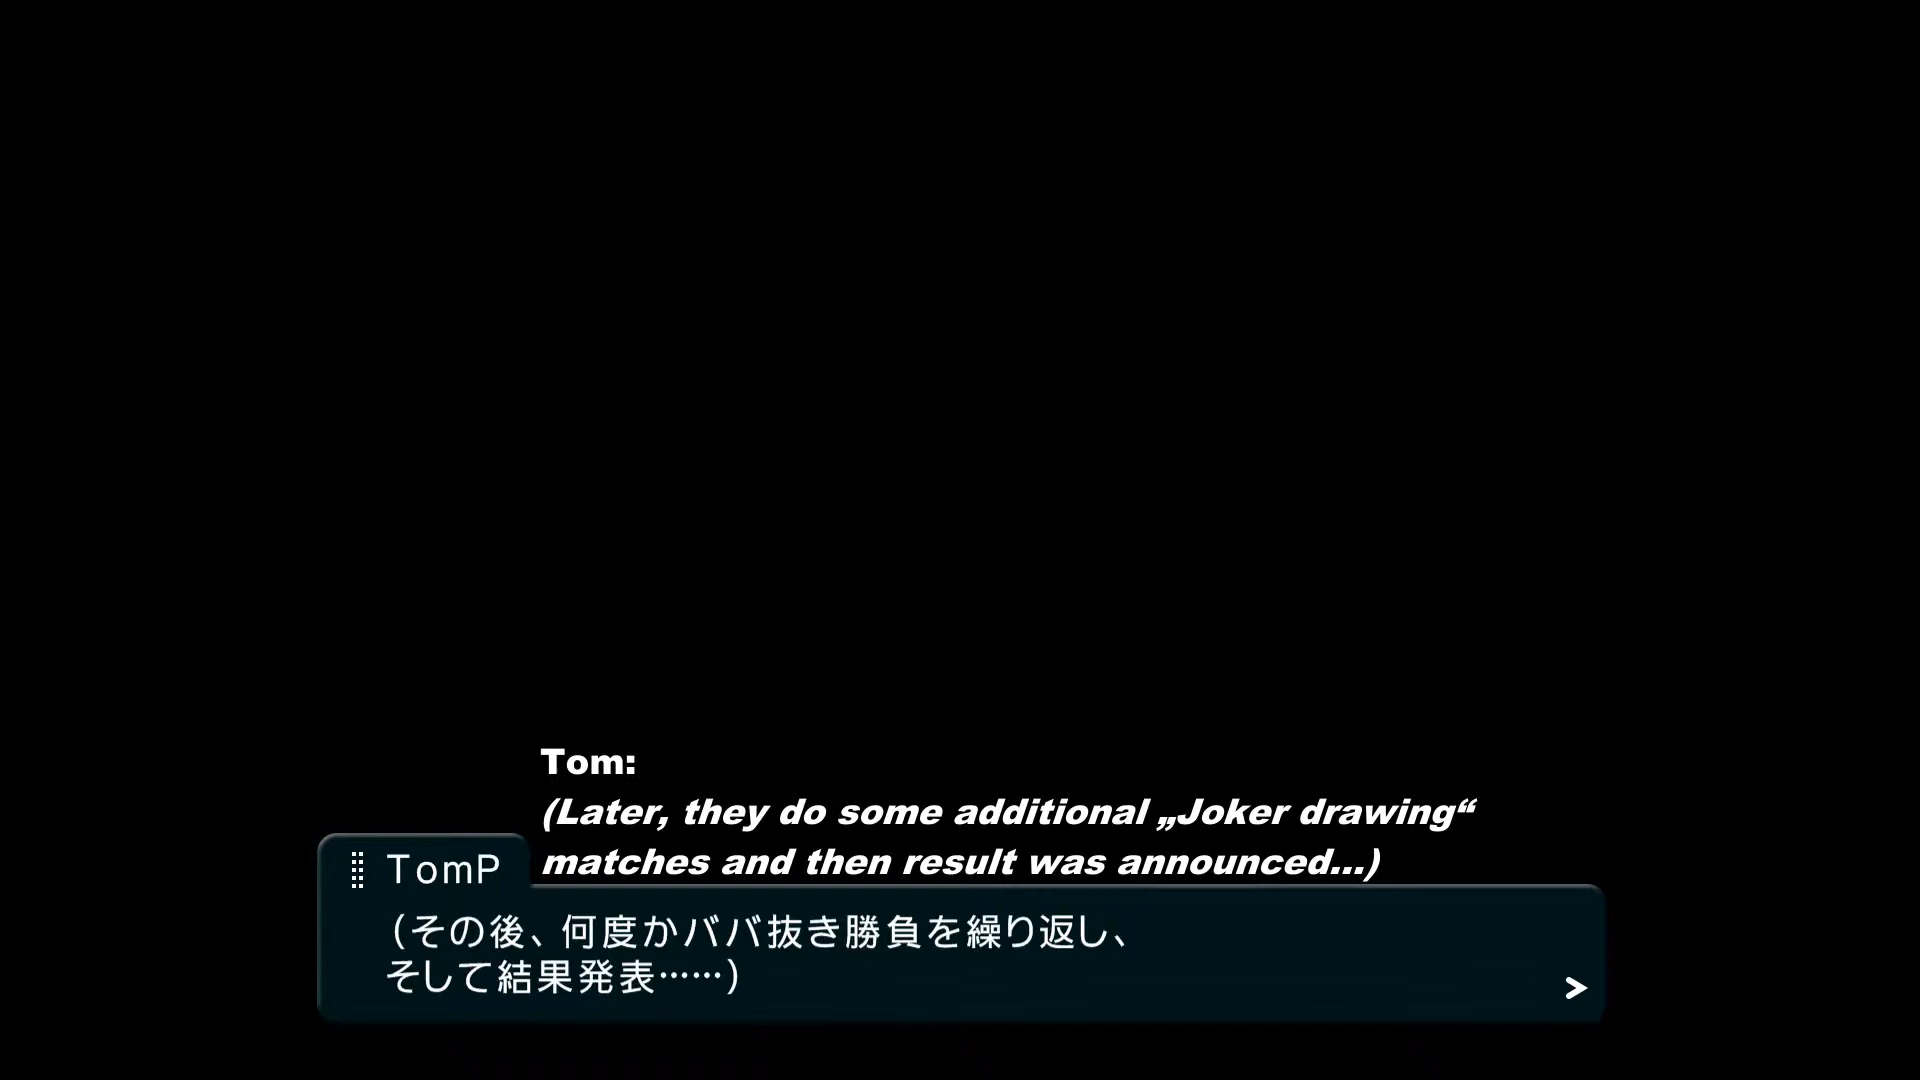 Tom:
(Later, they do some additional „Joker drawing“
matches and then result was announced...)
TomP
（その後、何度かババ抜き勝負を繰り返し、
そして結果発表……）